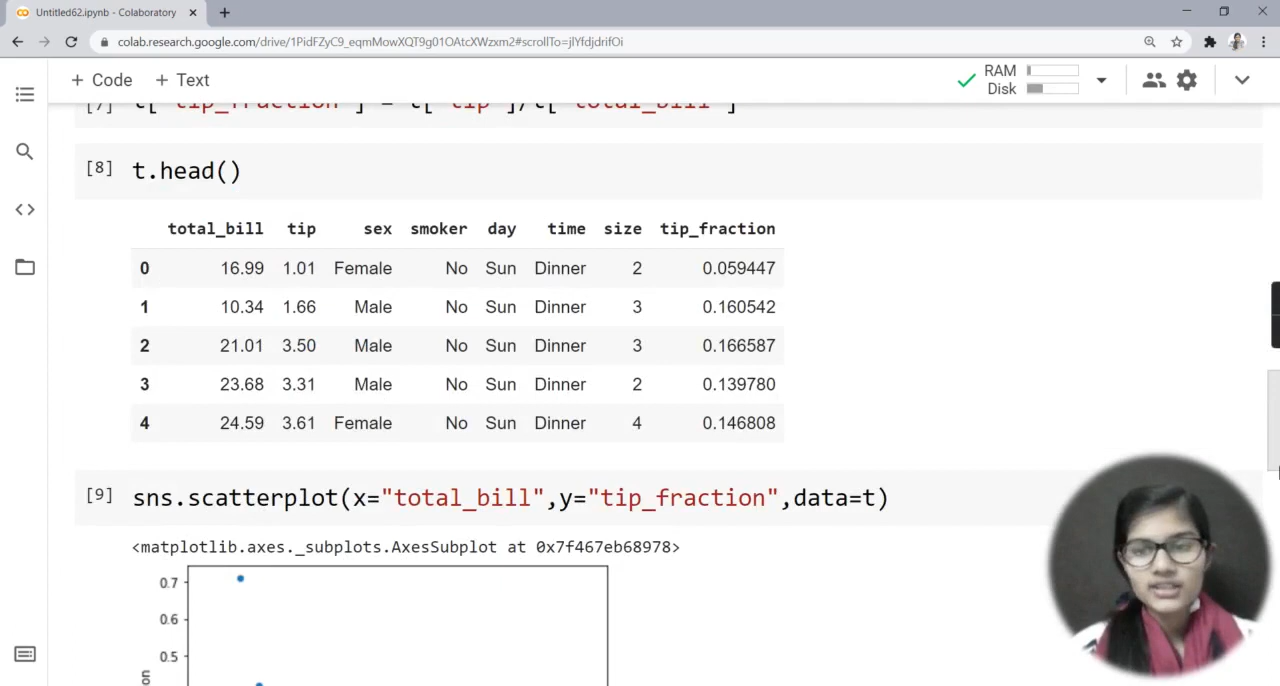 Untitled62.ipynb - Colaboratory
colab.research.google.com/drive/1PidFZyC9_eqmMowXQT9g01OAtcXWzxm2#scrollTo=jlYfdjdrifOi
+ Code + Text
RAM
Disk
[7] t["tip_fraction"] = t["tip"]/t["total_bill"]
[8] t.head()
total_bill tip sex smoker day time size tip_fraction
0 16.99 1.01 Female No Sun Dinner 2 0.059447
1 10.34 1.66 Male No Sun Dinner 3 0.160542
2 21.01 3.50 Male No Sun Dinner 3 0.166587
3 23.68 3.31 Male No Sun Dinner 2 0.139780
4 24.59 3.61 Female No Sun Dinner 4 0.146808
[9] sns.scatterplot(x="total_bill",y="tip_fraction",data=t)
<matplotlib.axes._subplots.AxesSubplot at 0x7f467eb68978>
0.7
0.6
0.5